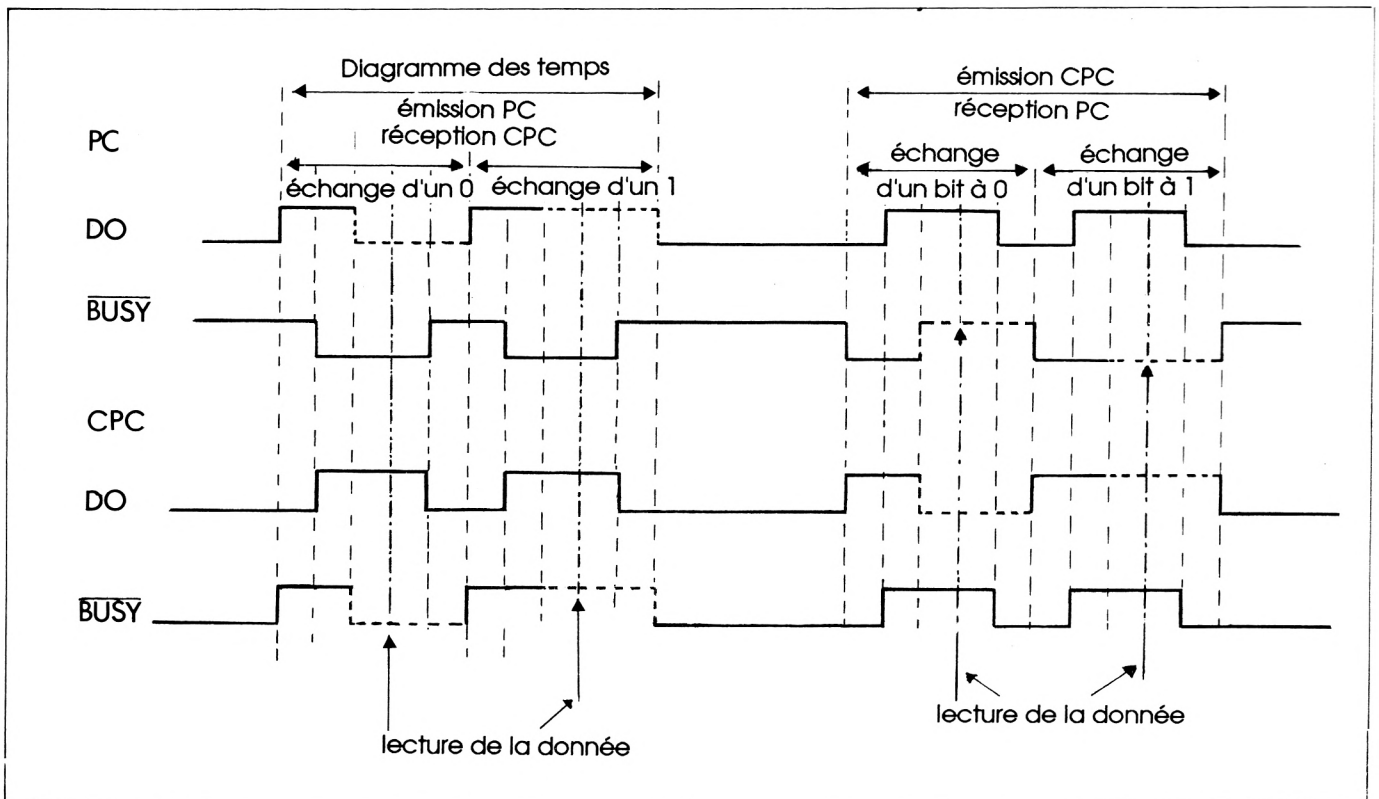 Diagramme des temps
émission PC
réception CPC
échange d'un 0
échange d'un 1
émission CPC
réception PC
échange
d'un bit à 0
échange
d'un bit à 1
PC
DO
BUSY
CPC
DO
BUSY
lecture de la donnée
lecture de la donnée